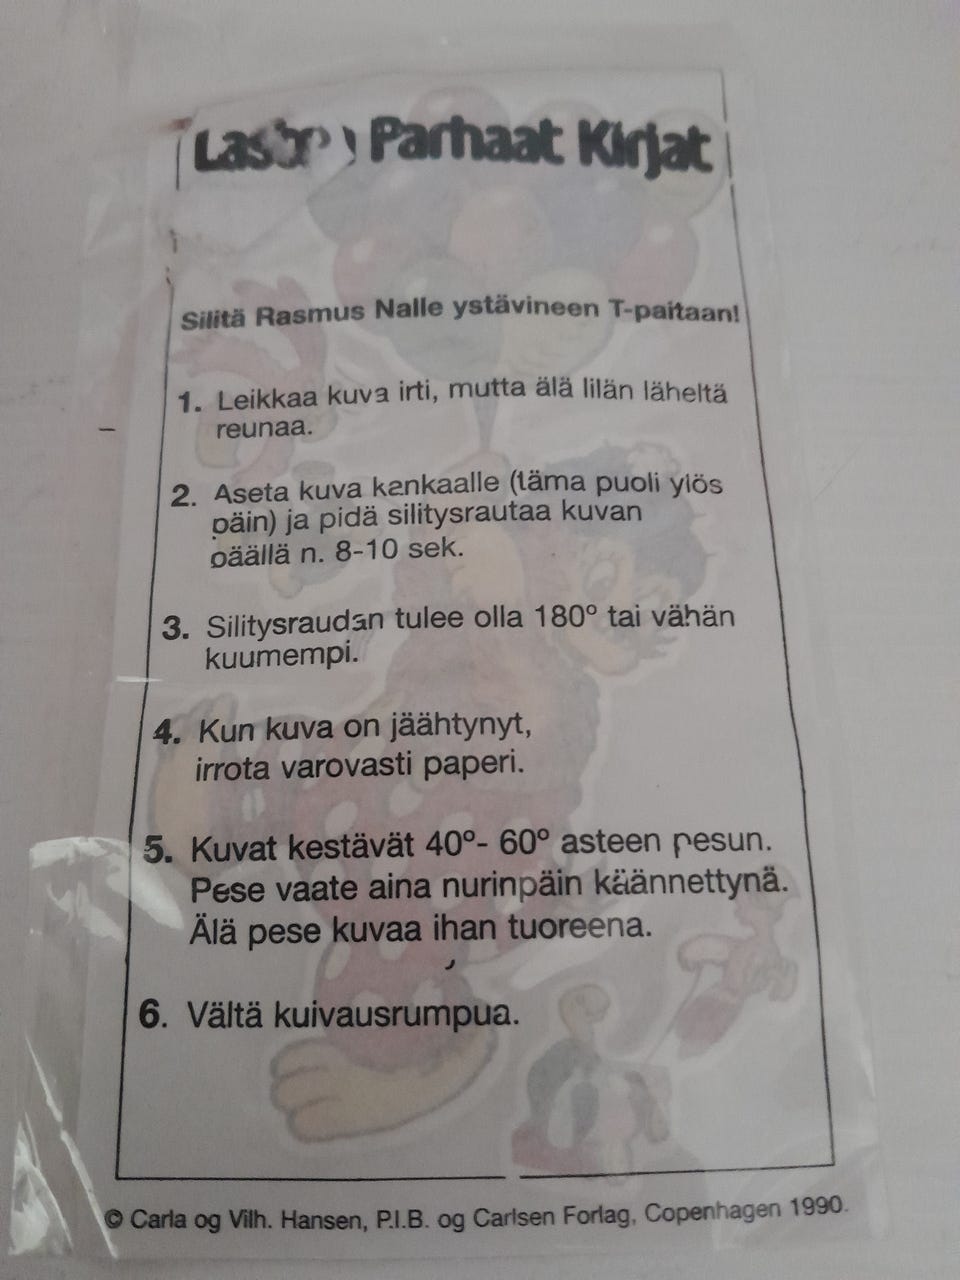 Parhaat Kirjat
Silitä Rasmus Nalle ystävineen T-paitaan!
1. Leikkaa kuva irti, mutta älä lilän läheltä
reunaa.
2. Aseta kuva kankaalle (täma puoli ylös
päin) ja pidä silitysrautaa kuvan
päällä n. 8-10 sek.
3. Silitysraudan tulee olla 180° tai vähän
kuumempi.
4. Kun kuva on jäähtynyt,
irrota varovasti paperi.
5. Kuvat kestävät 40°- 60° asteen pesun.
Pese vaate aina nurinpäin käännettynä.
Älä pese kuvaa ihan tuoreena.
6. Vältä kuivausrumpua.
© Carla og Vilh. Hansen, P.I.B. og Carlsen Forlag, Copenhagen 1990.